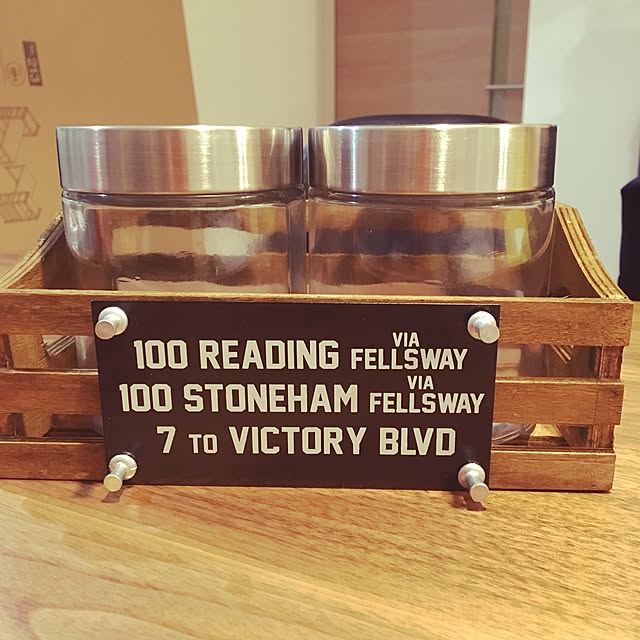 100 READING VIA FELLSWAY
100 STONEHAM VIA FELLSWAY
7 TO VICTORY BLVD